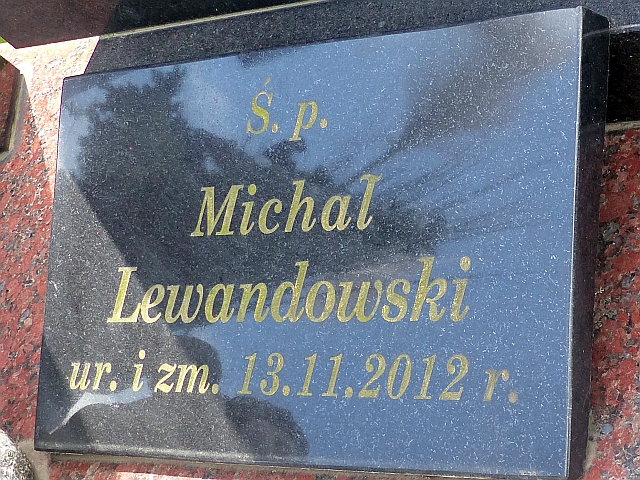 Ś. p.
Michał
Lewandowski
ur. i zm. 13.11.2012 r.